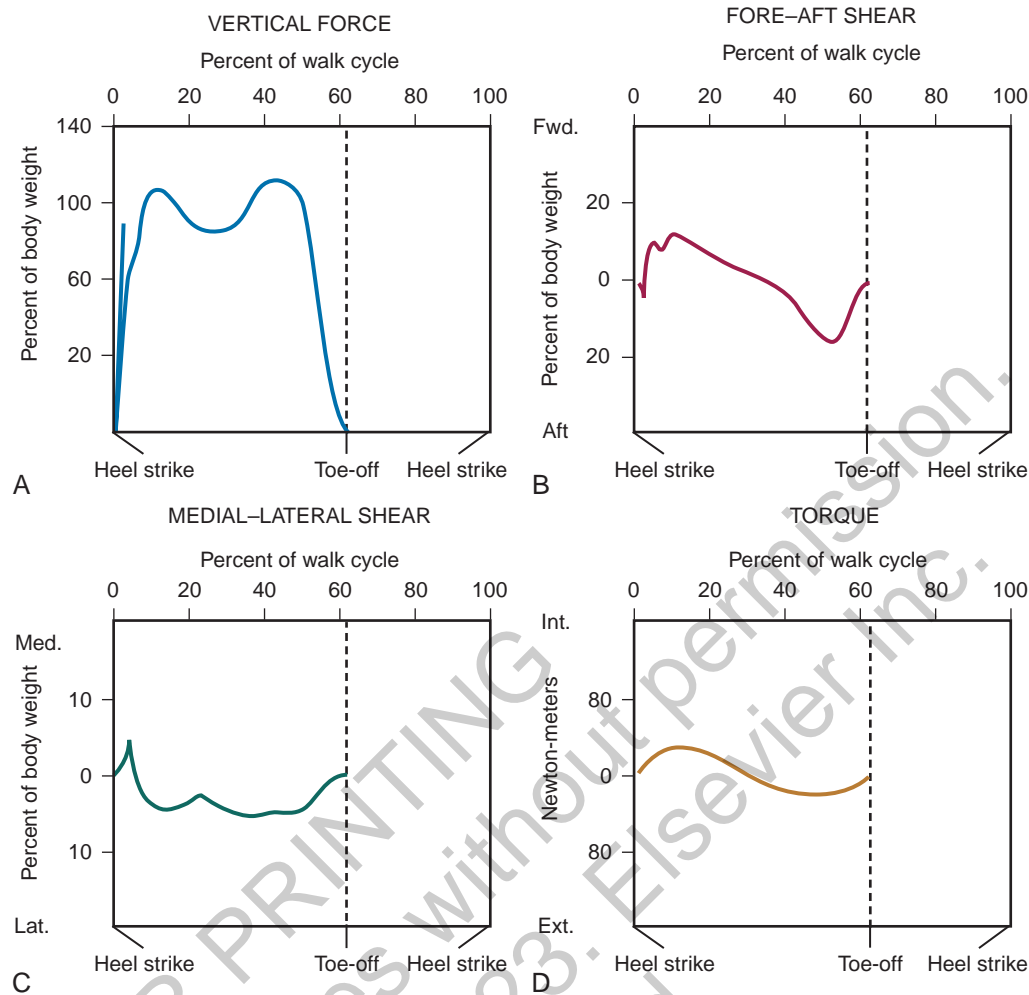 VERTICAL FORCE
Percent of walk cycle
0 20 40 60 80 100
140
100
60
20
Percent of body weight
Heel strike Toe-off Heel strike
A
FORE–AFT SHEAR
Percent of walk cycle
0 20 40 60 80 100
Fwd.
20
0
20
Aft
Percent of body weight
Heel strike Toe-off Heel strike
B
MEDIAL–LATERAL SHEAR
Percent of walk cycle
0 20 40 60 80 100
Med.
10
0
10
Lat.
Percent of body weight
Heel strike Toe-off Heel strike
C
TORQUE
Percent of walk cycle
0 20 40 60 80 100
Int.
80
0
80
Ext.
Newton-meters
Heel strike Toe-off Heel strike
D
PRINTING
without permission.
23. Elsevier Inc.